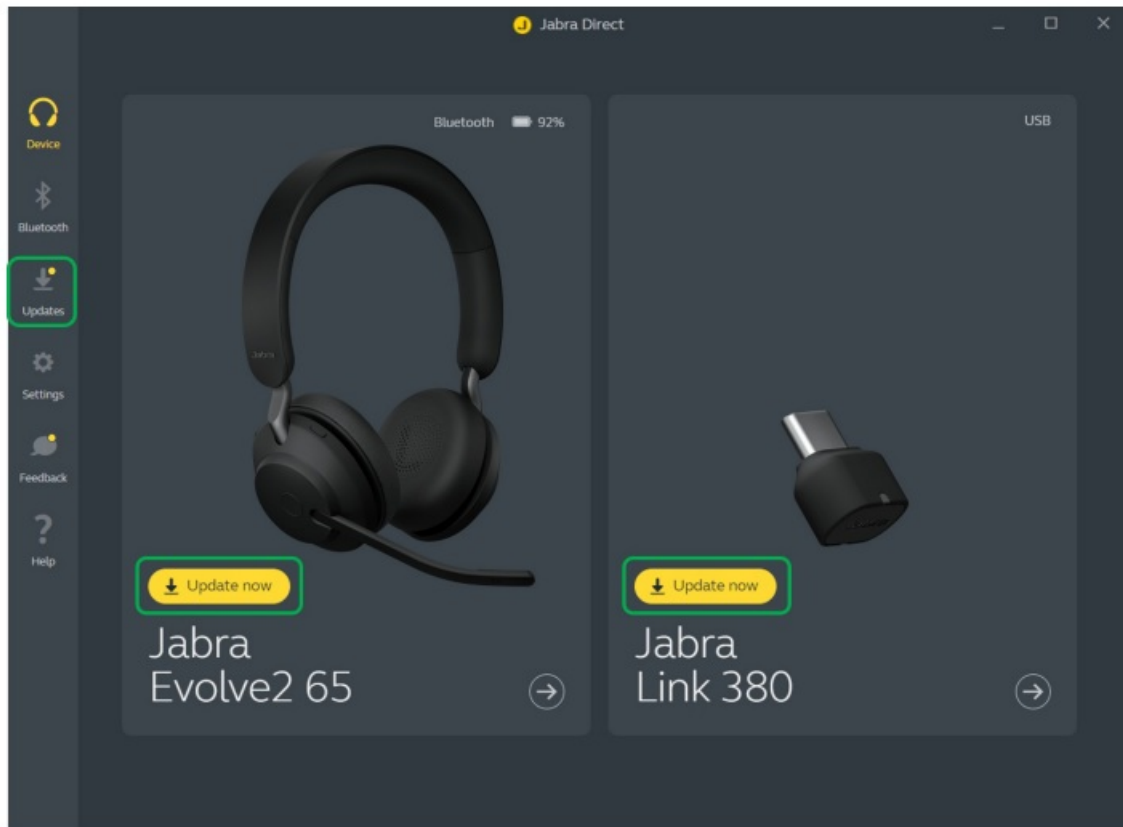 Jabra Direct
Device
Bluetooth
Updates
Settings
Feedback
Help
Bluetooth 92%
Jabra
Update now
Jabra
Evolve2 65
USB
Update now
Jabra
Link 380